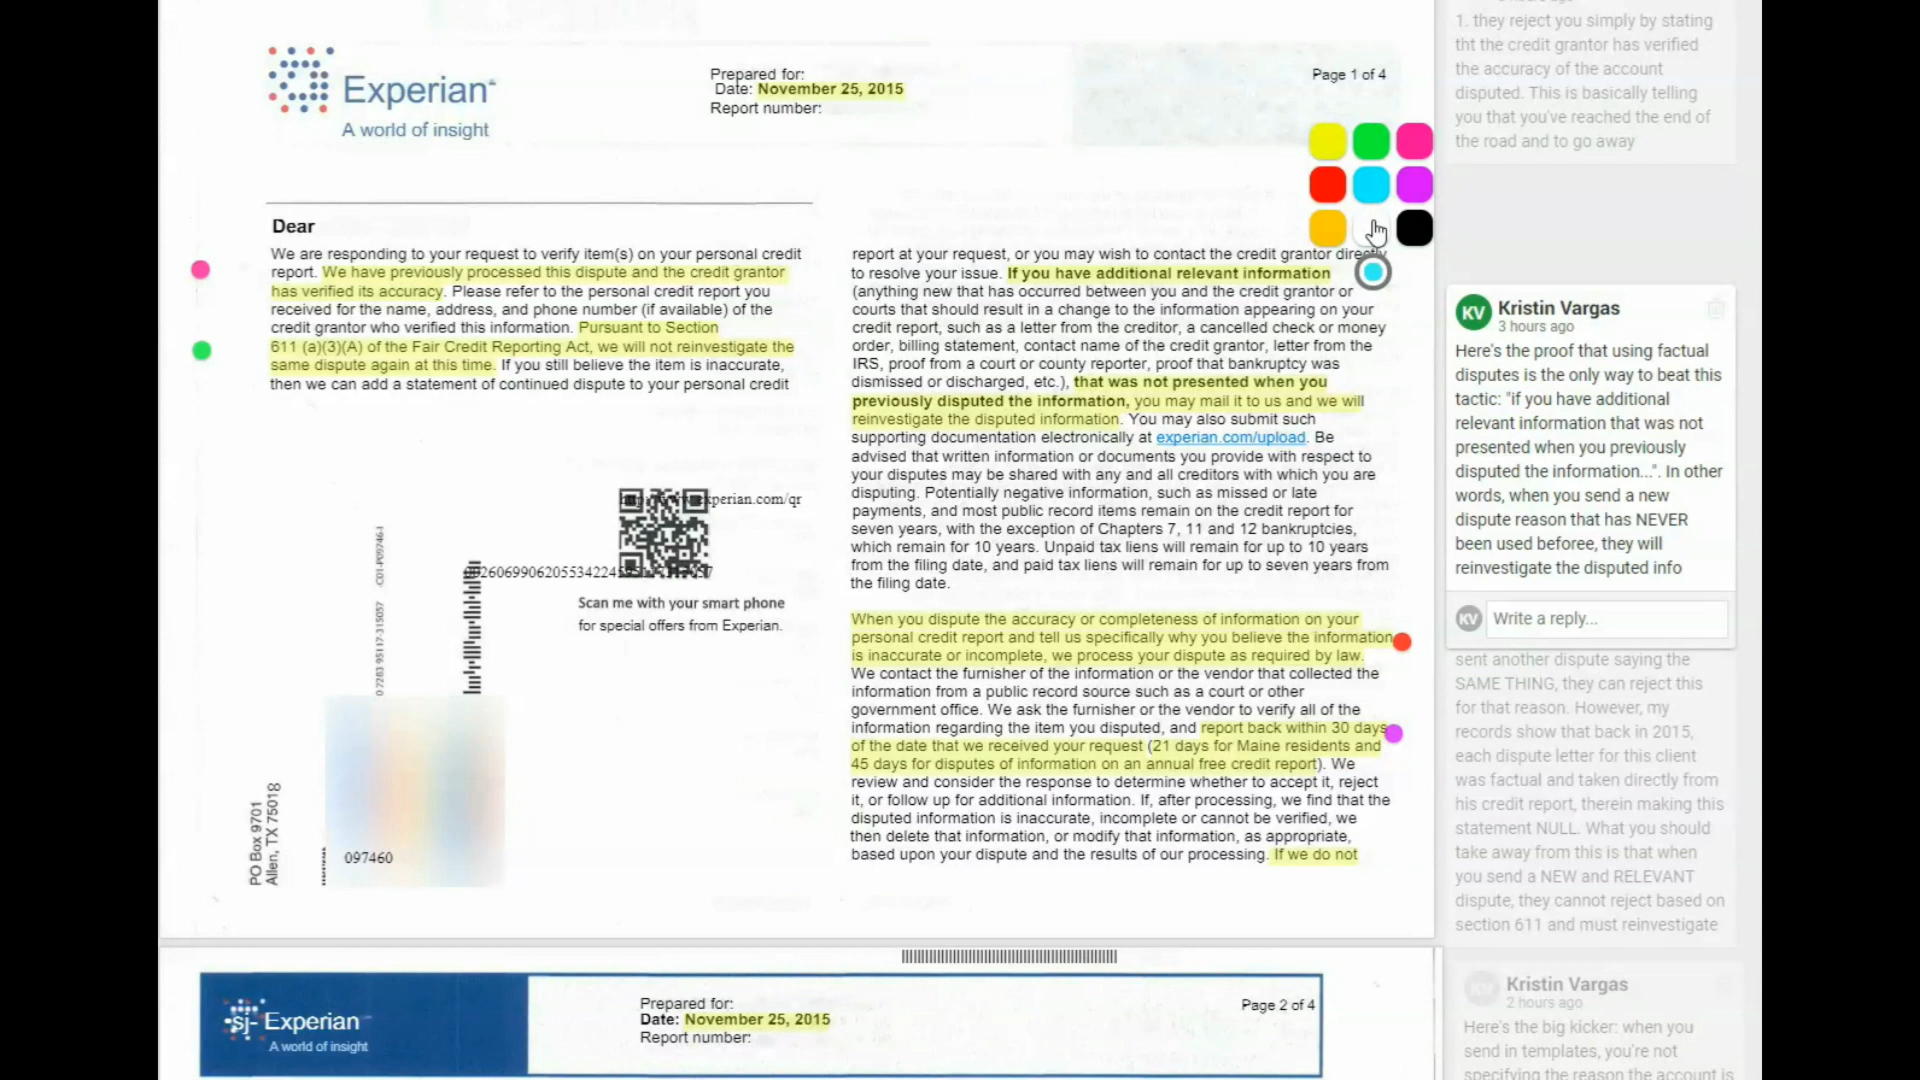 Experian
A world of insight
Prepared for:
Date: November 25, 2015
Report number:
Page 1 of 4
Dear
We are responding to your request to verify item(s) on your personal credit
report. We have previously processed this dispute and the credit grantor
has verified its accuracy. Please refer to the personal credit report you
received for the name, address, and phone number (if available) of the
credit grantor who verified this information. Pursuant to Section
611 (a)(3)(A) of the Fair Credit Reporting Act, we will not reinvestigate the
same dispute again at this time. If you still believe the item is inaccurate,
then we can add a statement of continued dispute to your personal credit
experian.com/qr
Scan me with your smart phone
for special offers from Experian.
PO Box 9701
Allen, TX 75018
097460
report at your request, or you may wish to contact the credit grantor directly
to resolve your issue. If you have additional relevant information
(anything new that has occurred between you and the credit grantor or
courts that should result in a change to the information appearing on your
credit report, such as a letter from the creditor, a cancelled check or money
order, billing statement, contact name of the credit grantor, letter from the
IRS, proof from a court or county reporter, proof that bankruptcy was
dismissed or discharged, etc.), that was not presented when you
previously disputed the information, you may mail it to us and we will
reinvestigate the disputed information. You may also submit such
supporting documentation electronically at experian.com/upload. Be
advised that written information or documents you provide with respect to
your disputes may be shared with any and all creditors with which you are
disputing. Potentially negative information, such as missed or late
payments, and most public record items remain on the credit report for
seven years, with the exception of Chapters 7, 11 and 12 bankruptcies,
which remain for 10 years. Unpaid tax liens will remain for up to 10 years
from the filing date, and paid tax liens will remain for up to seven years from
the filing date.
When you dispute the accuracy or completeness of information on your
personal credit report and tell us specifically why you believe the information
is inaccurate or incomplete, we process your dispute as required by law.
We contact the furnisher of the information or the vendor that collected the
information from a public record source such as a court or other
government office. We ask the furnisher or the vendor to verify all of the
information regarding the item you disputed, and report back within 30 days
of the date that we received your request (21 days for Maine residents and
45 days for disputes of information on an annual free credit report). We
review and consider the response to determine whether to accept it, reject
it, or follow up for additional information. If, after processing, we find that the
disputed information is inaccurate, incomplete or cannot be verified, we
then delete that information, or modify that information, as appropriate,
based upon your dispute and the results of our processing. If we do not
-sj- Experian
A world of insight
Prepared for:
Date: November 25, 2015
Report number:
Page 2 of 4
1. they reject you simply by stating
tht the credit grantor has verified
the accuracy of the account
disputed. This is basically telling
you that you've reached the end of
the road and to go away
KV Kristin Vargas
3 hours ago
Here's the proof that using factual
disputes is the only way to beat this
tactic: "if you have additional
relevant information that was not
presented when you previously
disputed the information...". In other
words, when you send a new
dispute reason that has NEVER
been used beforee, they will
reinvestigate the disputed info
KV Write a reply...
sent another dispute saying the
SAME THING, they can reject this
for that reason. However, my
records show that back in 2015,
each dispute letter for this client
was factual and taken directly from
his credit report, therein making this
statement NULL. What you should
take away from this is that when
you send a NEW and RELEVANT
dispute, they cannot reject based on
section 611 and must reinvestigate
KV Kristin Vargas
2 hours ago
Here's the big kicker: when you
send in templates, you're not
specifying the reason the account is